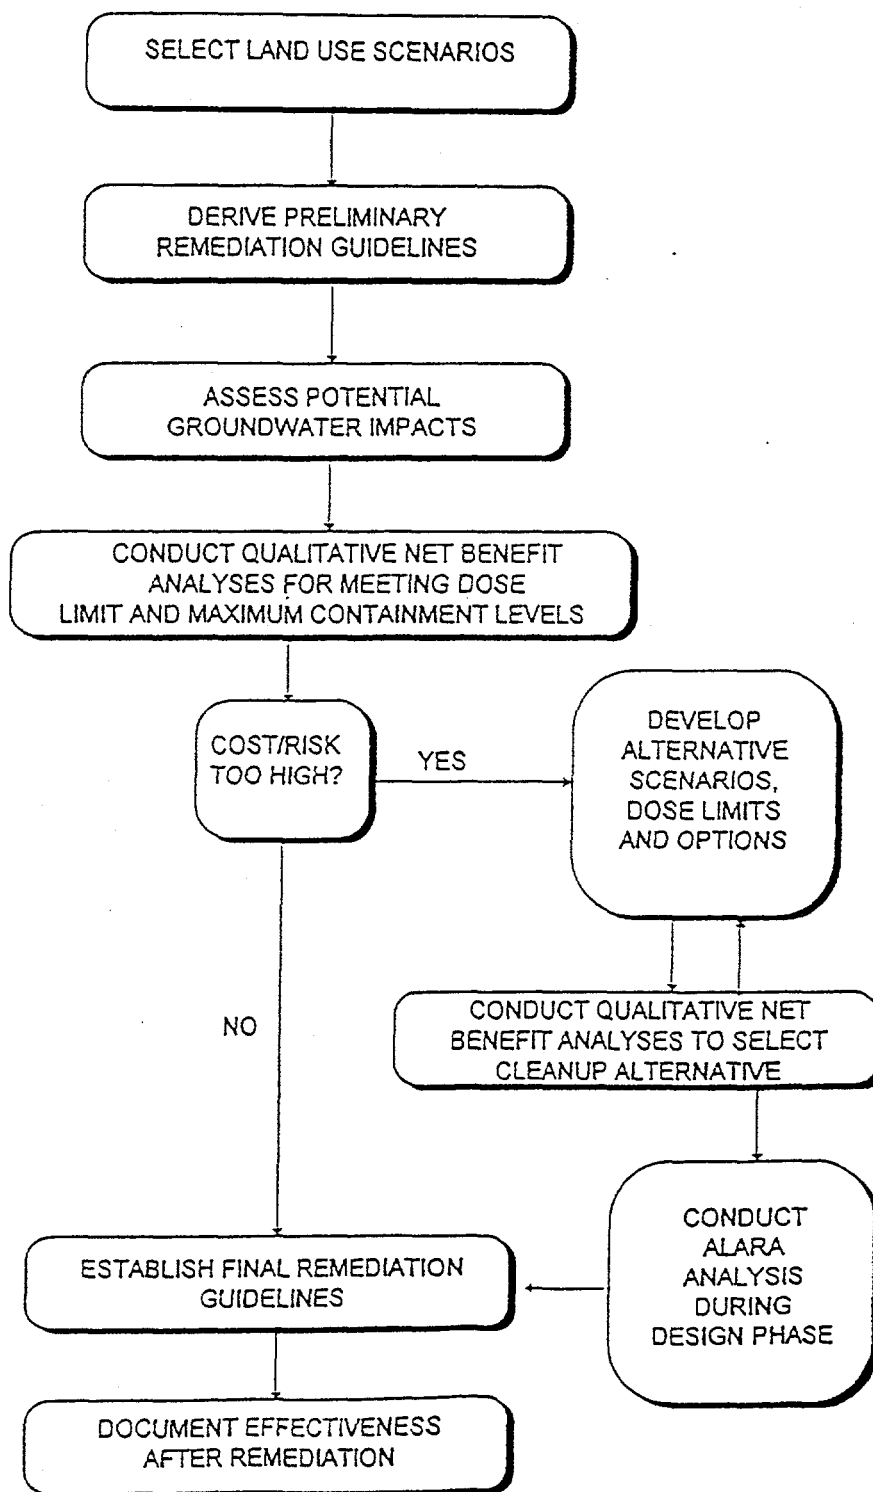 SELECT LAND USE SCENARIOS
DERIVE PRELIMINARY
REMEDIATION GUIDELINES
ASSESS POTENTIAL
GROUNDWATER IMPACTS
CONDUCT QUALITATIVE NET BENEFIT
ANALYSES FOR MEETING DOSE
LIMIT AND MAXIMUM CONTAINMENT LEVELS
COST/RISK
TOO HIGH?
YES
DEVELOP
ALTERNATIVE
SCENARIOS,
DOSE LIMITS
AND OPTIONS
NO
CONDUCT QUALITATIVE NET
BENEFIT ANALYSES TO SELECT
CLEANUP ALTERNATIVE
CONDUCT
ALARA
ANALYSIS
DURING
DESIGN PHASE
ESTABLISH FINAL REMEDIATION
GUIDELINES
DOCUMENT EFFECTIVENESS
AFTER REMEDIATION